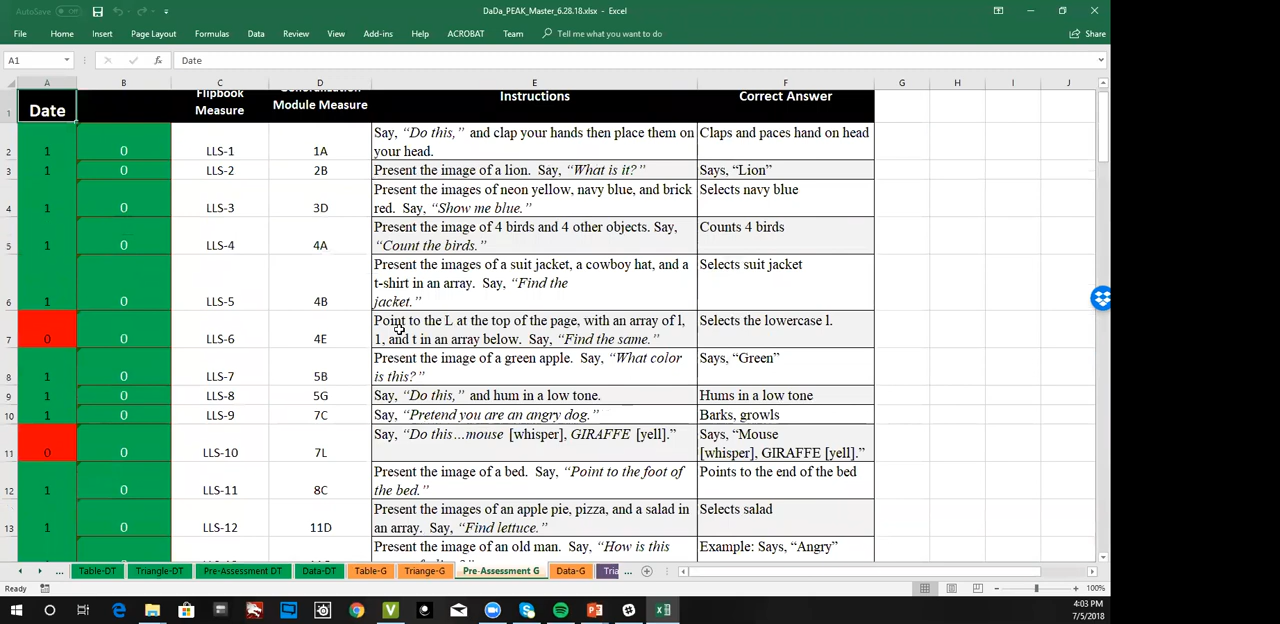 AutoSave Off DaDa_PEAK_Master_6.28.18.xlsx - Excel
File Home Insert Page Layout Formulas Data Review View Add-ins Help ACROBAT Team Tell me what you want to do Share
A1 fx Date
A B C D E F G H I J
1 Date Flipbook Measure Module Measure Instructions Correct Answer
2 1 0 LLS-1 1A Say, “Do this,” and clap your hands then place them on Claps and paces hand on head
your head.
3 1 0 LLS-2 2B Present the image of a lion. Say, “What is it?” Says, “Lion”
4 1 0 LLS-3 3D Present the images of neon yellow, navy blue, and brick Selects navy blue
red. Say, “Show me blue.”
5 1 0 LLS-4 4A Present the image of 4 birds and 4 other objects. Say, Counts 4 birds
“Count the birds.”
6 1 0 LLS-5 4B Present the images of a suit jacket, a cowboy hat, and a Selects suit jacket
t-shirt in an array. Say, “Find the
jacket.”
7 0 0 LLS-6 4E Point to the L at the top of the page, with an array of l, Selects the lowercase l.
1, and t in an array below. Say, “Find the same.”
8 1 0 LLS-7 5B Present the image of a green apple. Say, “What color Says, “Green”
is this?”
9 1 0 LLS-8 5G Say, “Do this,” and hum in a low tone. Hums in a low tone
10 1 0 LLS-9 7C Say, “Pretend you are an angry dog.” Barks, growls
11 0 0 LLS-10 7L Say, “Do this…mouse [whisper], GIRAFFE [yell].” Says, “Mouse
[whisper], GIRAFFE [yell].”
12 1 0 LLS-11 8C Present the image of a bed. Say, “Point to the foot of Points to the end of the bed
the bed.”
13 1 0 LLS-12 11D Present the images of an apple pie, pizza, and a salad in Selects salad
an array. Say, “Find lettuce.”
Present the image of an old man. Say, “How is this Example: Says, “Angry”
... Table-DT Triangle-DT Pre-Assessment DT Data-DT Table-G Triange-G Pre-Assessment G Data-G Tria ...
Ready 100%
4:03 PM
7/5/2018